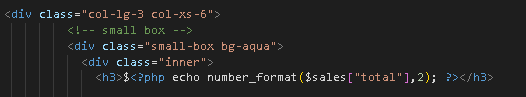 <div class="col-lg-3 col-xs-6">
<!-- small box -->
<div class="small-box bg-aqua">
<div class="inner">
<h3>$<?php echo number_format($sales["total"],2); ?></h3>